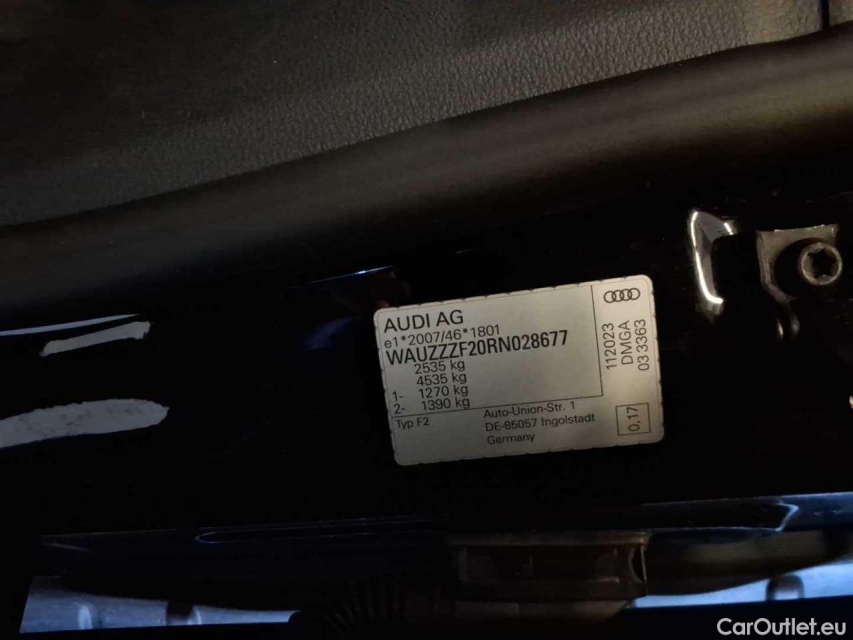 AUDI AG
e1*2007/46*1801
WAUZZZF20RN028677
2535 kg
4535 kg
1- 1270 kg
2- 1390 kg
Typ F2
Auto-Union-Str. 1
DE-85057 Ingolstadt
Germany
112023
DMGA
03 3363
0,17
CarOutlet.eu